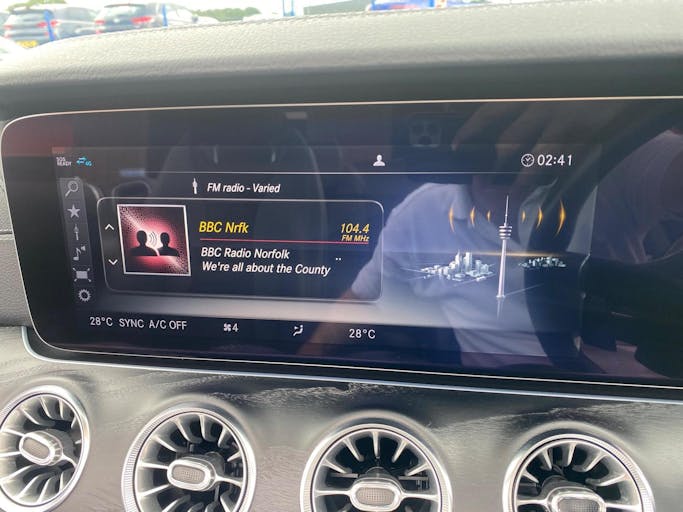 SOS
READY
4G
02:41
FM radio - Varied
BBC Nrfk
104.4
FM MHz
BBC Radio Norfolk
We're all about the County
28°C SYNC A/C OFF 4 28°C